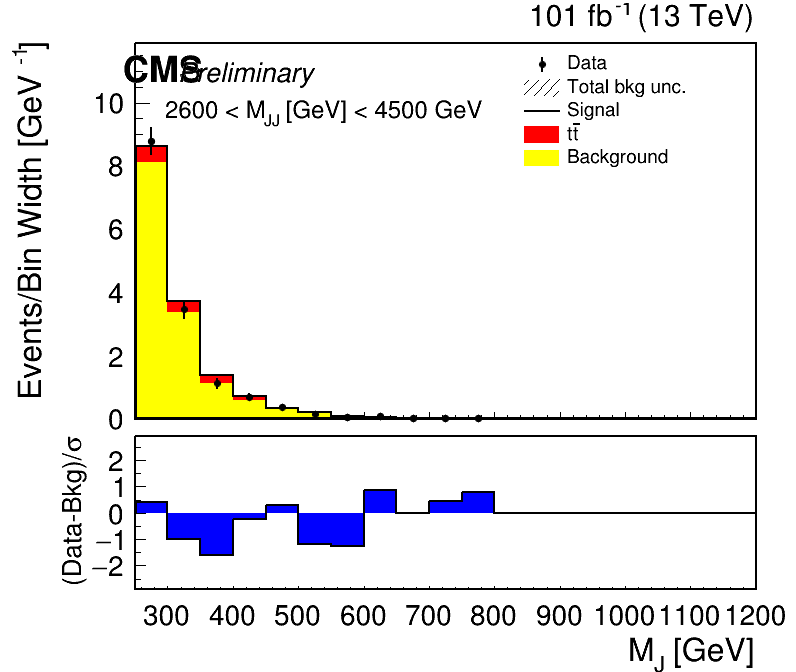 101 fb⁻¹ (13 TeV)
CMS Preliminary
2600 < M_JJ [GeV] < 4500 GeV
Data
Total bkg unc.
Signal
tt̄
Background
Events/Bin Width [GeV⁻¹]
10
8
6
4
2
0
(Data-Bkg)/σ
2
1
0
−1
−2
300 400 500 600 700 800 900 1000 1100 1200
M_J [GeV]